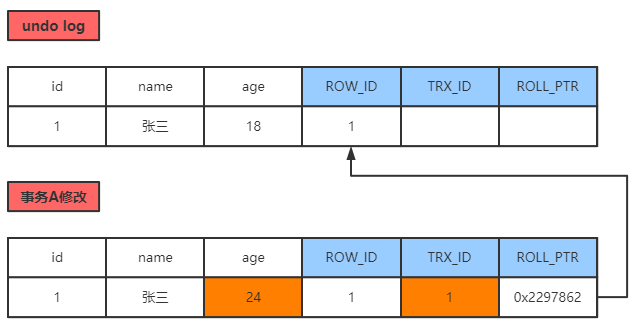 undo log
id name age ROW_ID TRX_ID ROLL_PTR
1 张三 18 1
事务A修改
id name age ROW_ID TRX_ID ROLL_PTR
1 张三 24 1 1 0x2297862